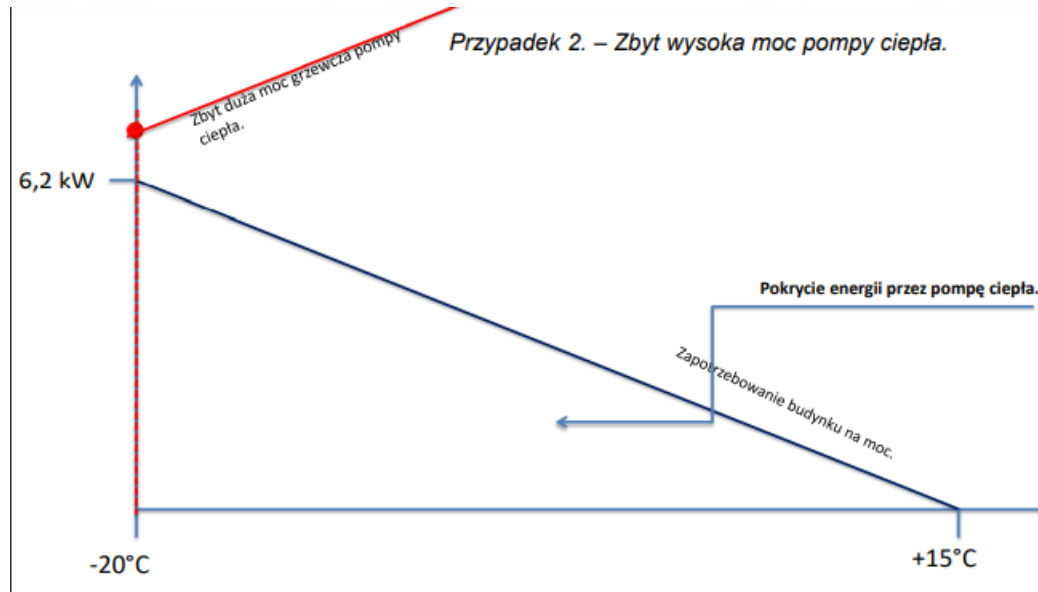 Przypadek 2. – Zbyt wysoka moc pompy ciepła.
Zbyt duża moc grzewcza pompy
ciepła.
6,2 kW
Pokrycie energii przez pompę ciepła.
Zapotrzebowanie budynku na moc.
-20°C
+15°C